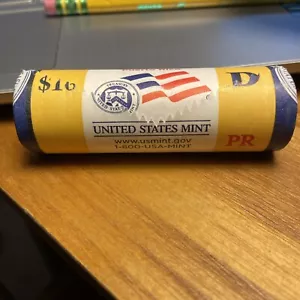 $10
D
UNITED STATES MINT
www.usmint.gov
1-800-USA-MINT
PR